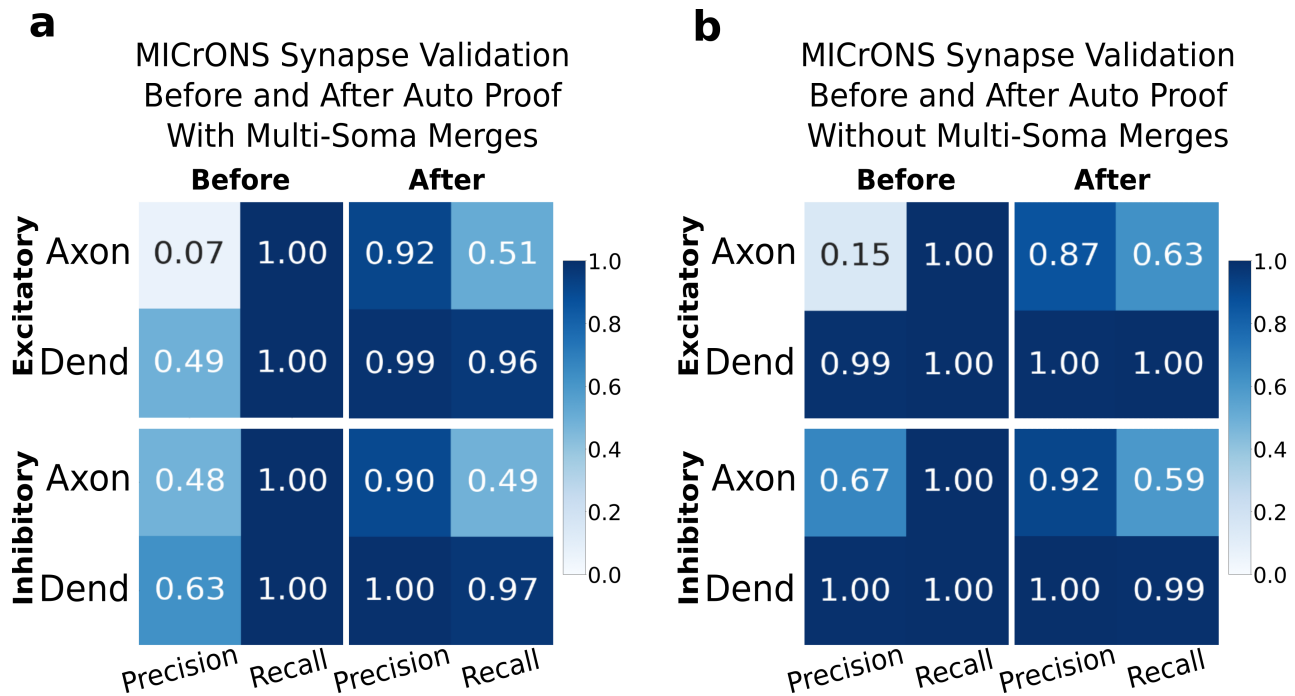 a
MICrONS Synapse Validation
Before and After Auto Proof
With Multi-Soma Merges
Before After
Excitatory
Axon 0.07 1.00 0.92 0.51
Dend 0.49 1.00 0.99 0.96
Inhibitory
Axon 0.48 1.00 0.90 0.49
Dend 0.63 1.00 1.00 0.97
Precision Recall Precision Recall
1.0
0.8
0.6
0.4
0.2
0.0
b
MICrONS Synapse Validation
Before and After Auto Proof
Without Multi-Soma Merges
Before After
Excitatory
Axon 0.15 1.00 0.87 0.63
Dend 0.99 1.00 1.00 1.00
Inhibitory
Axon 0.67 1.00 0.92 0.59
Dend 1.00 1.00 1.00 0.99
Precision Recall Precision Recall
1.0
0.8
0.6
0.4
0.2
0.0